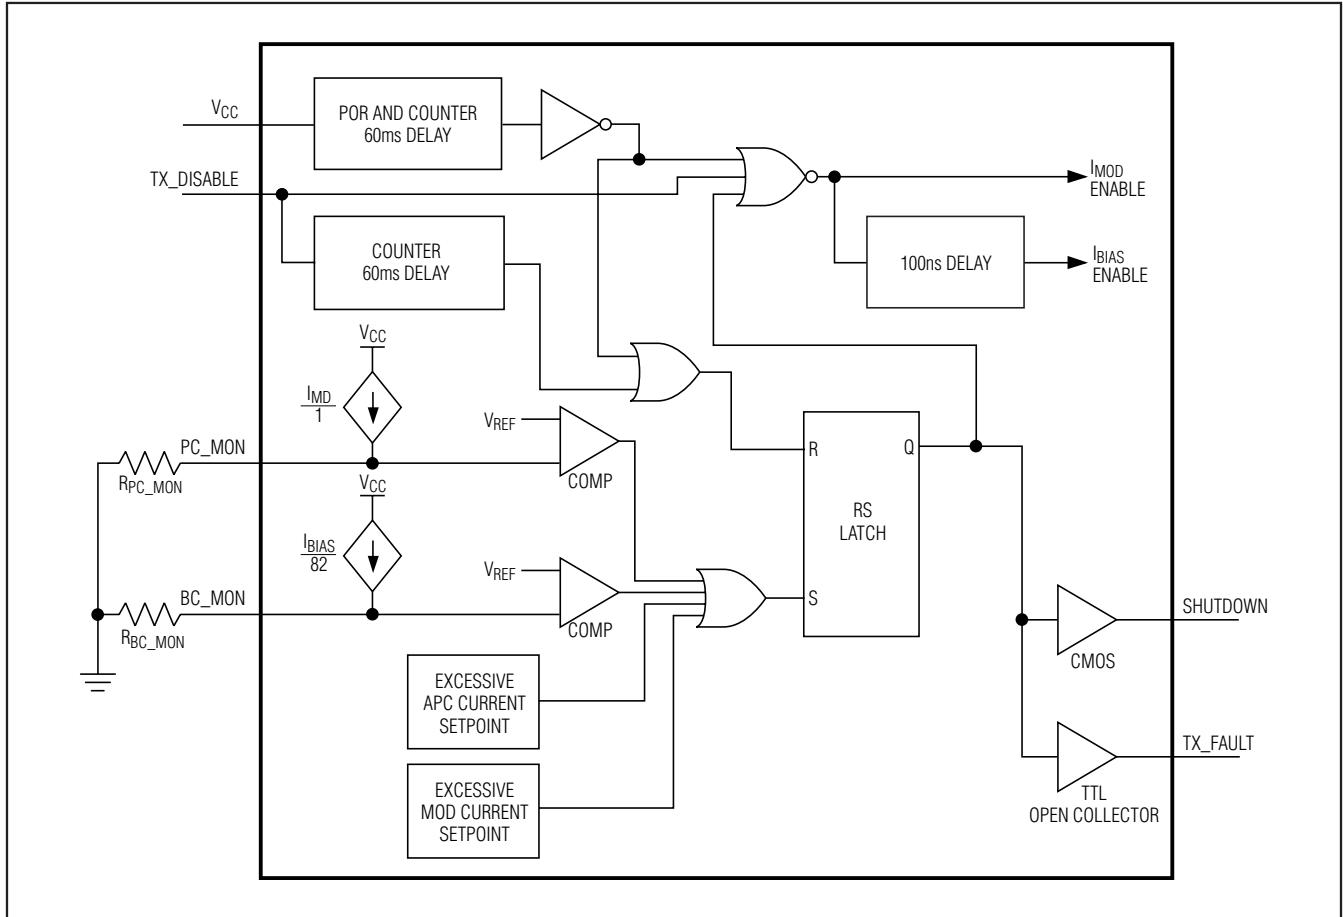 VCC
POR AND COUNTER
60ms DELAY
TX_DISABLE
COUNTER
60ms DELAY
IMOD
ENABLE
100ns DELAY
IBIAS
ENABLE
VCC
IMD
1
VREF
COMP
PC_MON
RPC_MON
VCC
IBIAS
82
VREF
COMP
BC_MON
RBC_MON
R
Q
RS
LATCH
S
EXCESSIVE
APC CURRENT
SETPOINT
EXCESSIVE
MOD CURRENT
SETPOINT
SHUTDOWN
CMOS
TX_FAULT
TTL
OPEN COLLECTOR